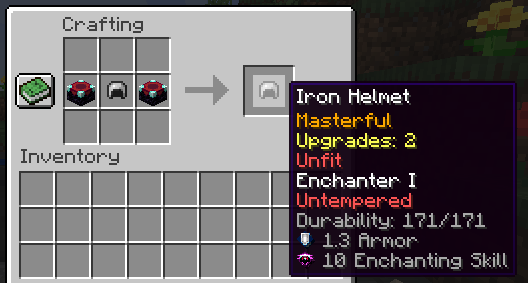 Crafting
Iron Helmet
Masterful
Upgrades: 2
Unfit
Enchanter I
Untempered
Durability: 171/171
1.3 Armor
10 Enchanting Skill
Inventory